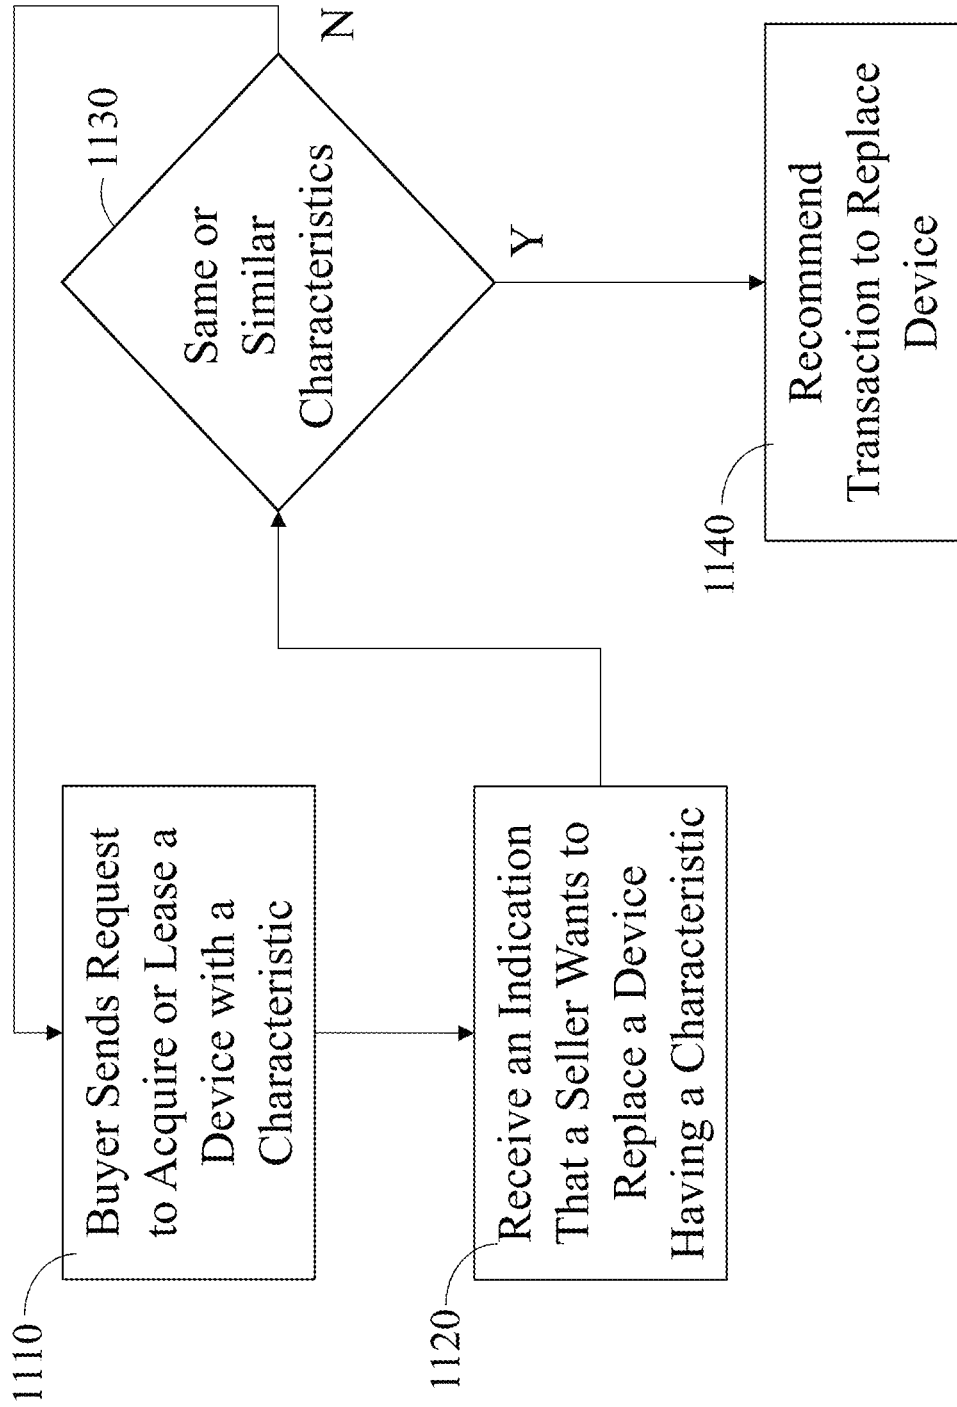 1110
Buyer Sends Request
to Acquire or Lease a
Device with a
Characteristic
1120
Receive an Indication
That a Seller Wants to
Replace a Device
Having a Characteristic
1130
Same or
Similar
Characteristics
N
Y
1140
Recommend
Transaction to Replace
Device